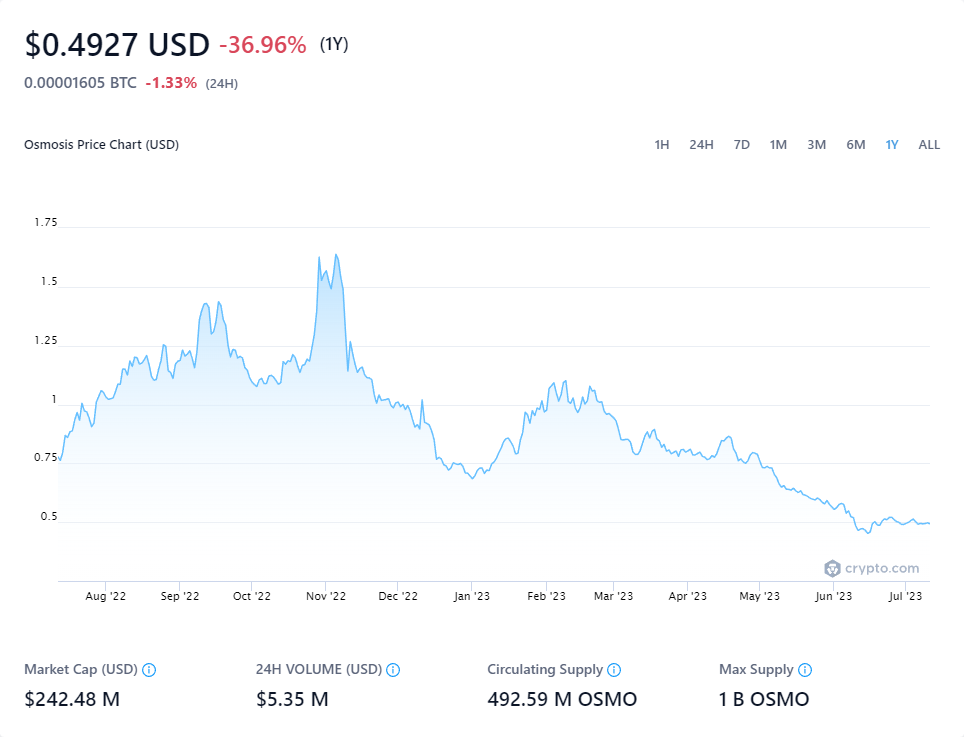 $0.4927 USD -36.96% (1Y)
0.00001605 BTC -1.33% (24H)
Osmosis Price Chart (USD) 1H 24H 7D 1M 3M 6M 1Y ALL
1.75
1.5
1.25
1
0.75
0.5
crypto.com
Aug '22 Sep '22 Oct '22 Nov '22 Dec '22 Jan '23 Feb '23 Mar '23 Apr '23 May '23 Jun '23 Jul '23
Market Cap (USD) 24H VOLUME (USD) Circulating Supply Max Supply
$242.48 M $5.35 M 492.59 M OSMO 1 B OSMO